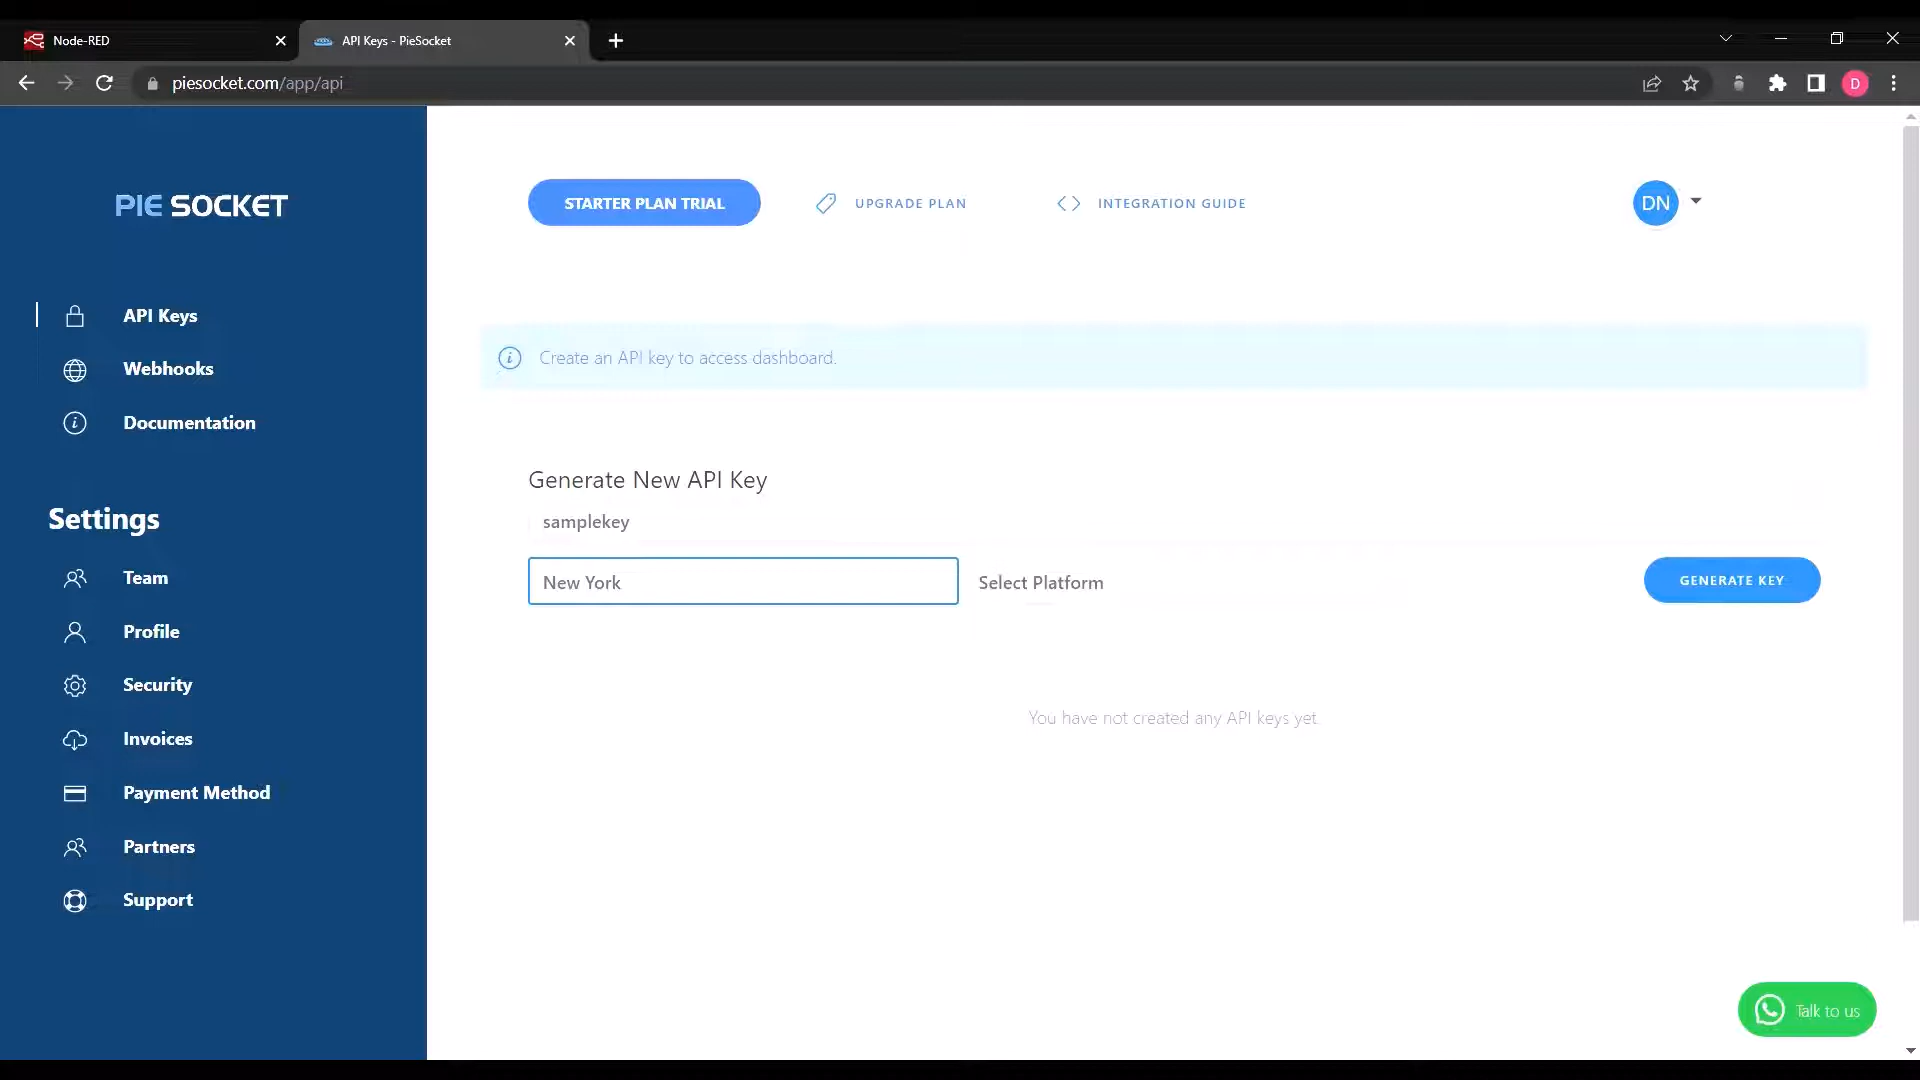 Node-RED
API Keys - PieSocket
piesocket.com/app/api
D
PIE SOCKET
STARTER PLAN TRIAL
UPGRADE PLAN
INTEGRATION GUIDE
DN
API Keys
Webhooks
Documentation
Settings
Team
Profile
Security
Invoices
Payment Method
Partners
Support
Create an API key to access dashboard.
Generate New API Key
samplekey
New York
Select Platform
GENERATE KEY
You have not created any API keys yet.
Talk to us